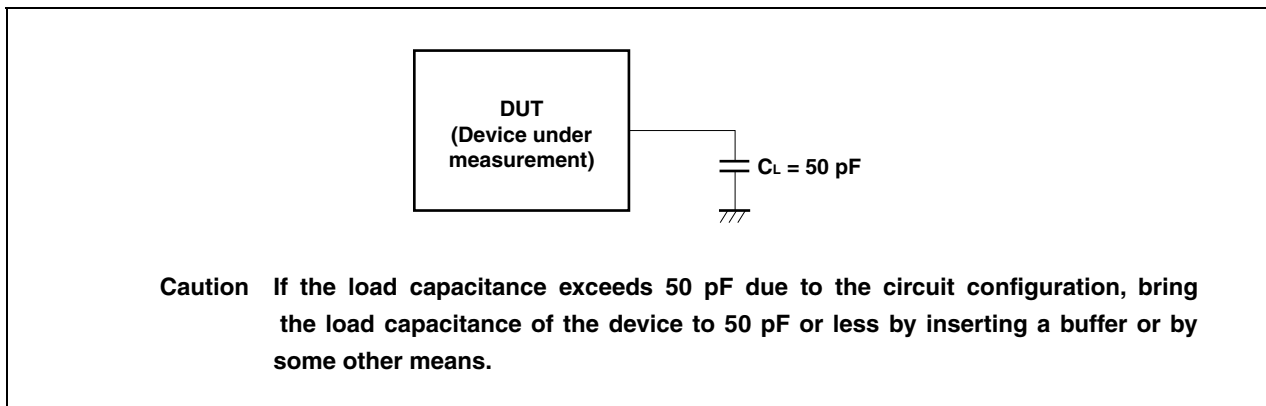 DUT
(Device under
measurement)
CL = 50 pF
Caution If the load capacitance exceeds 50 pF due to the circuit configuration, bring
the load capacitance of the device to 50 pF or less by inserting a buffer or by
some other means.